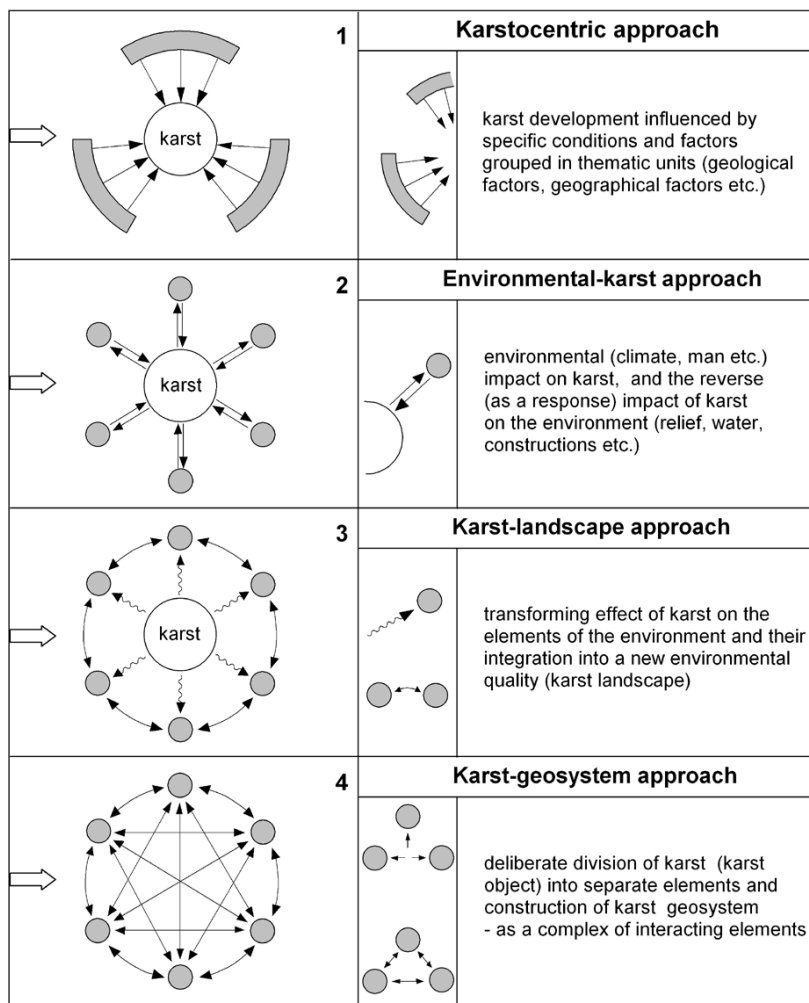 1
Karstocentric approach
karst
karst development influenced by
specific conditions and factors
grouped in thematic units (geological
factors, geographical factors etc.)
2
Environmental-karst approach
karst
environmental (climate, man etc.)
impact on karst, and the reverse
(as a response) impact of karst
on the environment (relief, water,
constructions etc.)
3
Karst-landscape approach
karst
transforming effect of karst on the
elements of the environment and their
integration into a new environmental
quality (karst landscape)
4
Karst-geosystem approach
deliberate division of karst (karst
object) into separate elements and
construction of karst geosystem
- as a complex of interacting elements